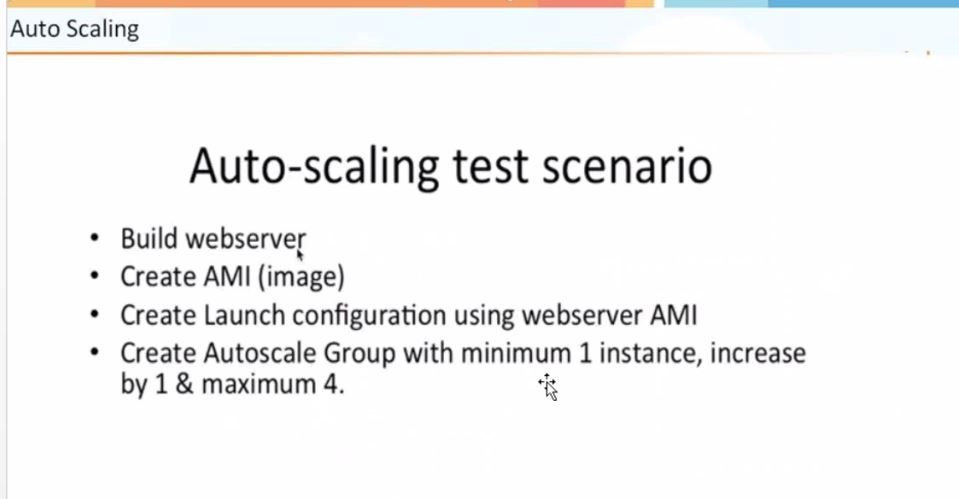 Auto Scaling
Auto-scaling test scenario
• Build webserver
• Create AMI (image)
• Create Launch configuration using webserver AMI
• Create Autoscale Group with minimum 1 instance, increase
by 1 & maximum 4.